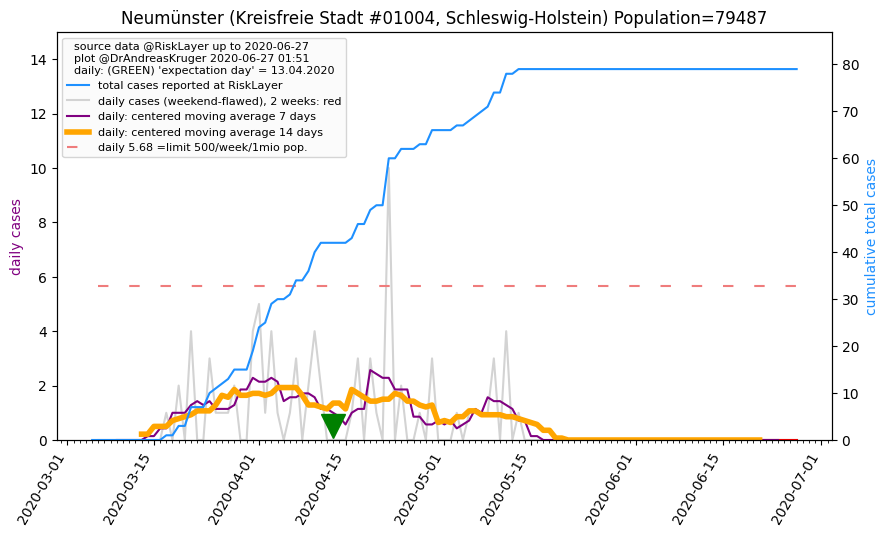 Neumünster (Kreisfreie Stadt #01004, Schleswig-Holstein) Population=79487
source data @RiskLayer up to 2020-06-27
plot @DrAndreasKruger 2020-06-27 01:51
daily: (GREEN) 'expectation day' = 13.04.2020
total cases reported at RiskLayer
daily cases (weekend-flawed), 2 weeks: red
daily: centered moving average 7 days
daily: centered moving average 14 days
daily 5.68 =limit 500/week/1mio pop.
daily cases
14
12
10
8
6
4
2
0
80
70
60
50
40
30
20
10
0
cumulative total cases
2020-03-01
2020-03-15
2020-04-01
2020-04-15
2020-05-01
2020-05-15
2020-06-01
2020-06-15
2020-07-01